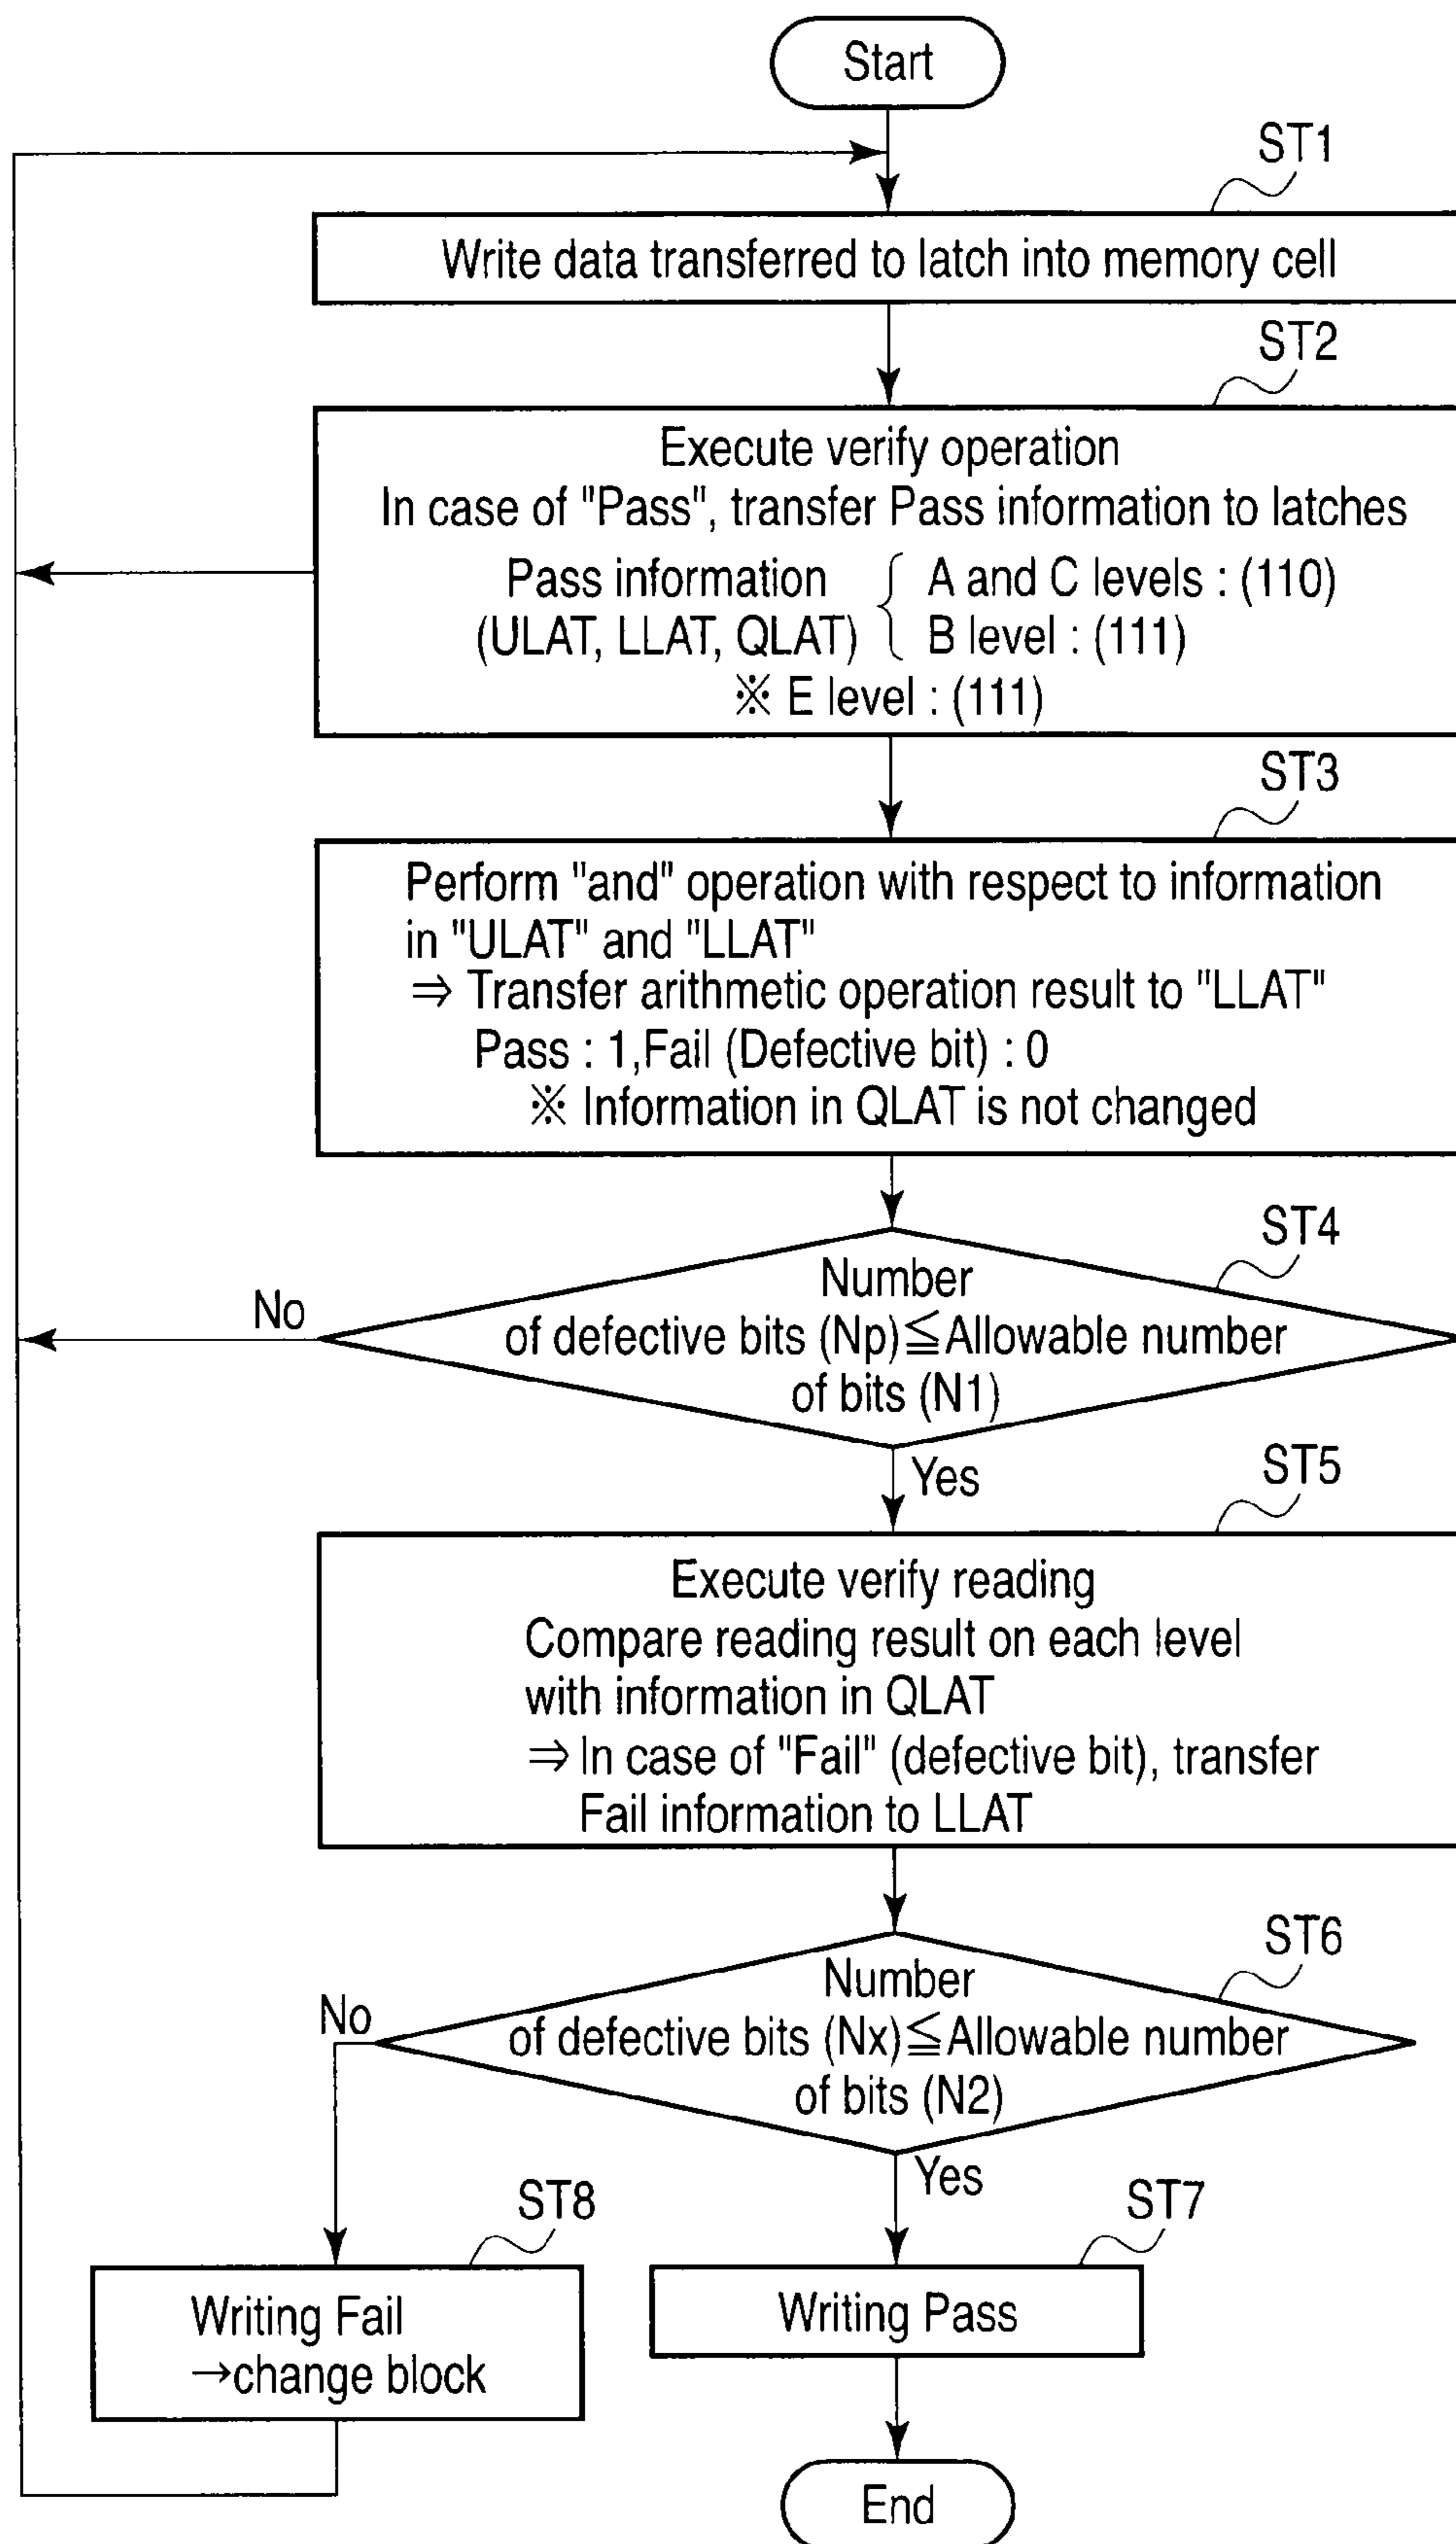 Start
ST1
Write data transferred to latch into memory cell
ST2
Execute verify operation
In case of "Pass", transfer Pass information to latches
Pass information
(ULAT, LLAT, QLAT)
A and C levels : (110)
B level : (111)
※ E level : (111)
ST3
Perform "and" operation with respect to information
in "ULAT" and "LLAT"
⇒ Transfer arithmetic operation result to "LLAT"
Pass : 1,Fail (Defective bit) : 0
※ Information in QLAT is not changed
ST4
No
Number
of defective bits (Np)≦Allowable number
of bits (N1)
Yes
ST5
Execute verify reading
Compare reading result on each level
with information in QLAT
⇒ In case of "Fail" (defective bit), transfer
Fail information to LLAT
ST6
No
Number
of defective bits (Nx)≦Allowable number
of bits (N2)
Yes
ST8
ST7
Writing Fail
→change block
Writing Pass
End